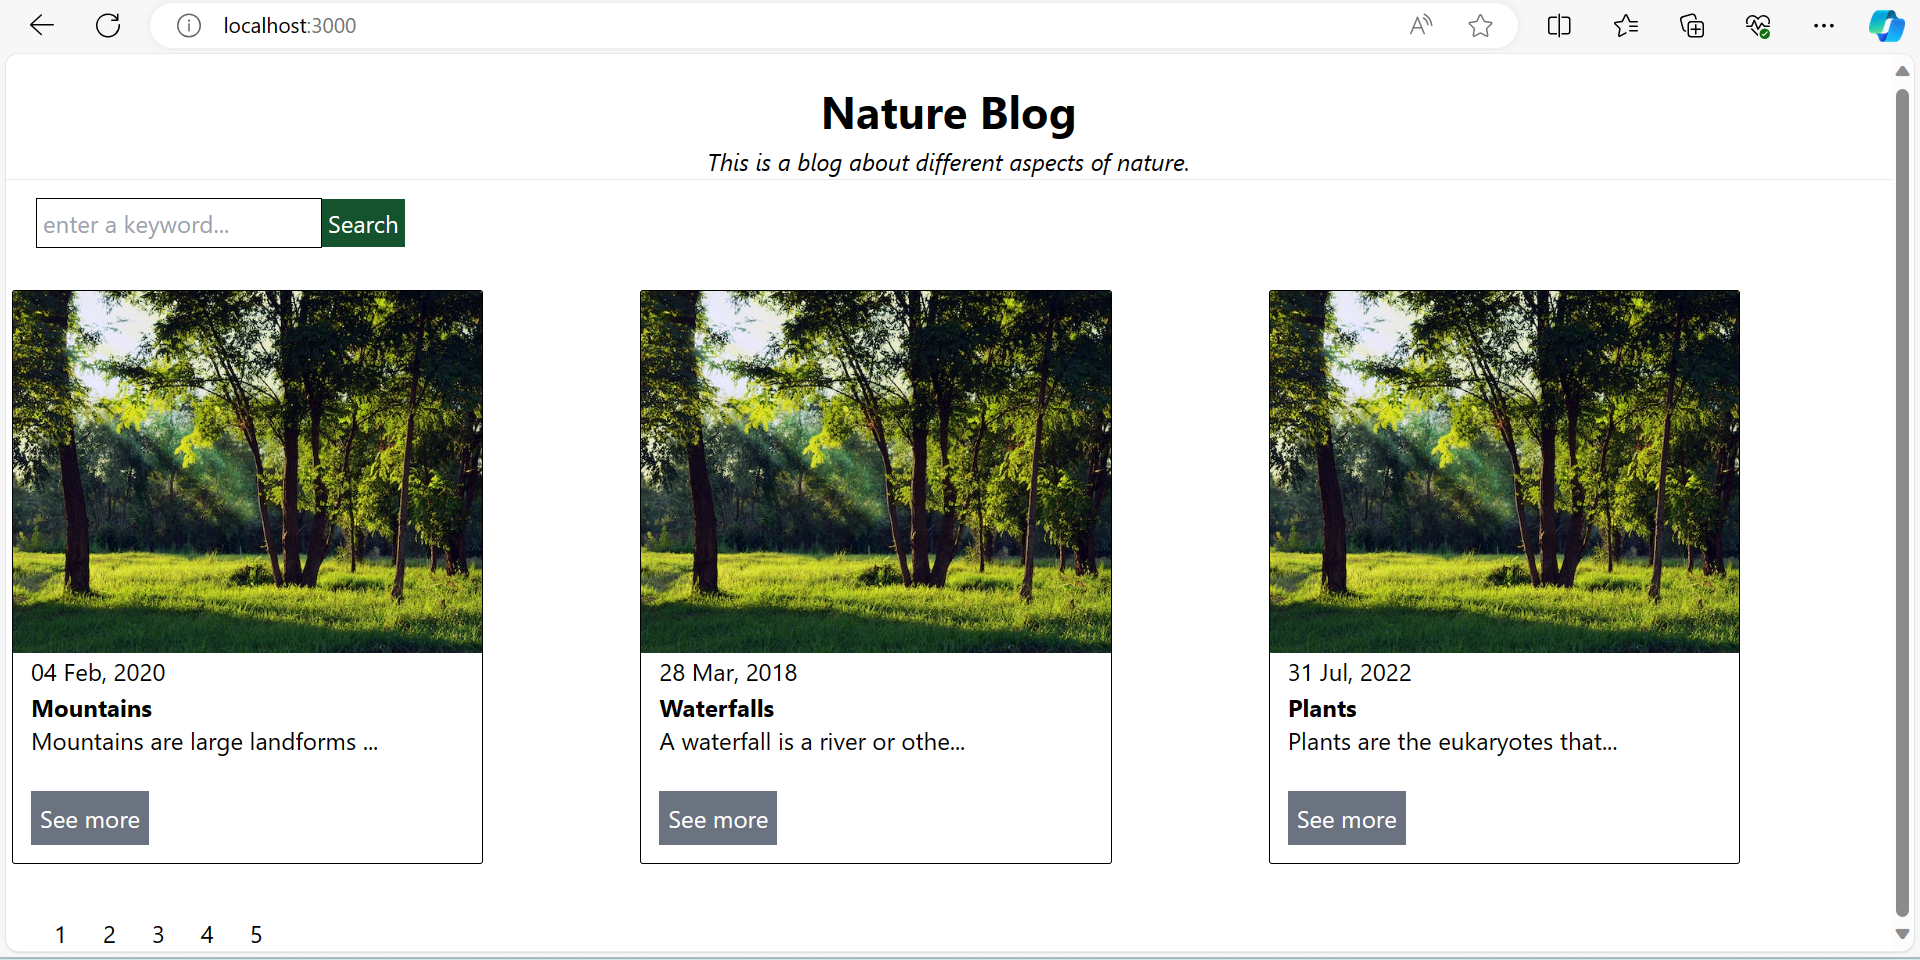 localhost:3000
Nature Blog
This is a blog about different aspects of nature.
enter a keyword... Search
04 Feb, 2020
Mountains
Mountains are large landforms ...
See more
28 Mar, 2018
Waterfalls
A waterfall is a river or othe...
See more
31 Jul, 2022
Plants
Plants are the eukaryotes that...
See more
1 2 3 4 5